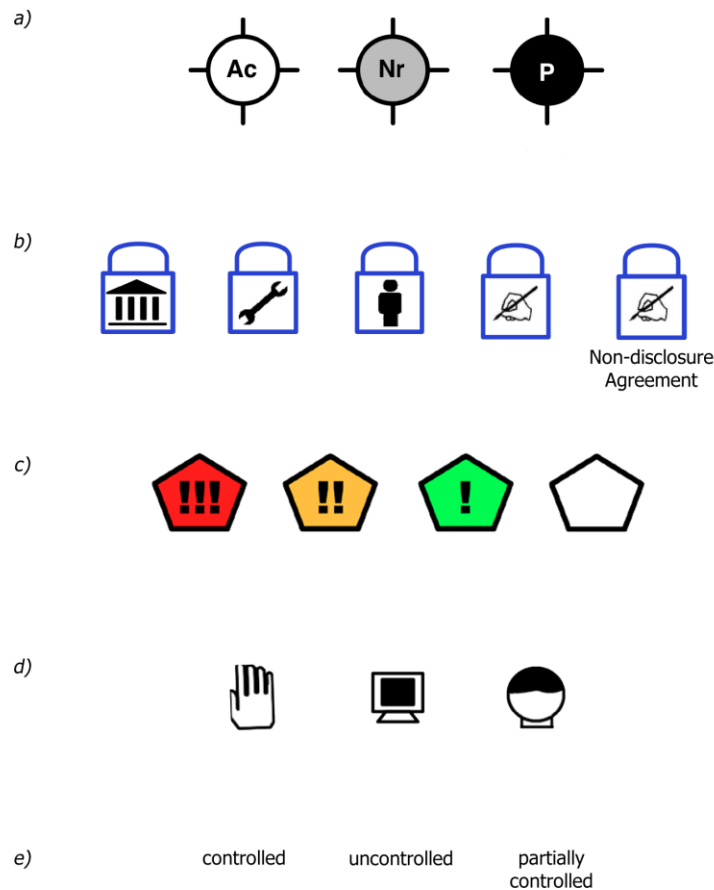 a)
Ac Nr P
b)
Non-disclosure
Agreement
c)
!!! !! !
d)
e) controlled uncontrolled partially
controlled